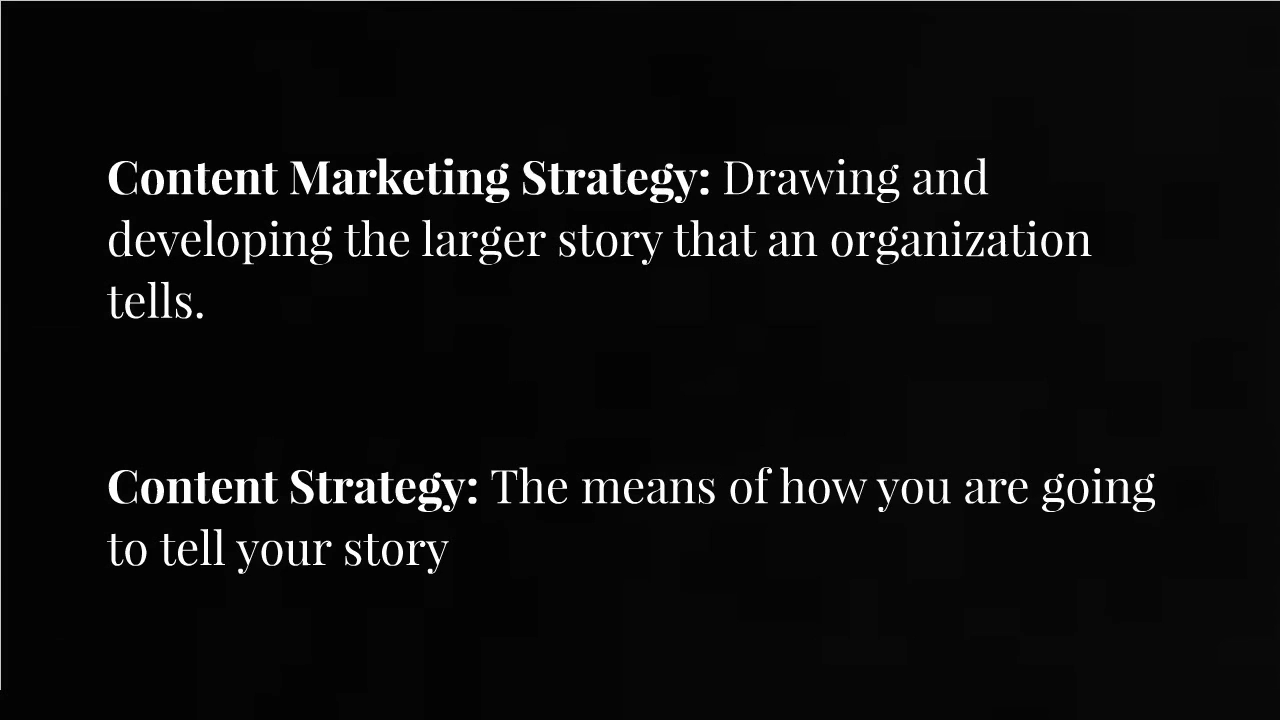 Content Marketing Strategy: Drawing and
developing the larger story that an organization
tells.
Content Strategy: The means of how you are going
to tell your story